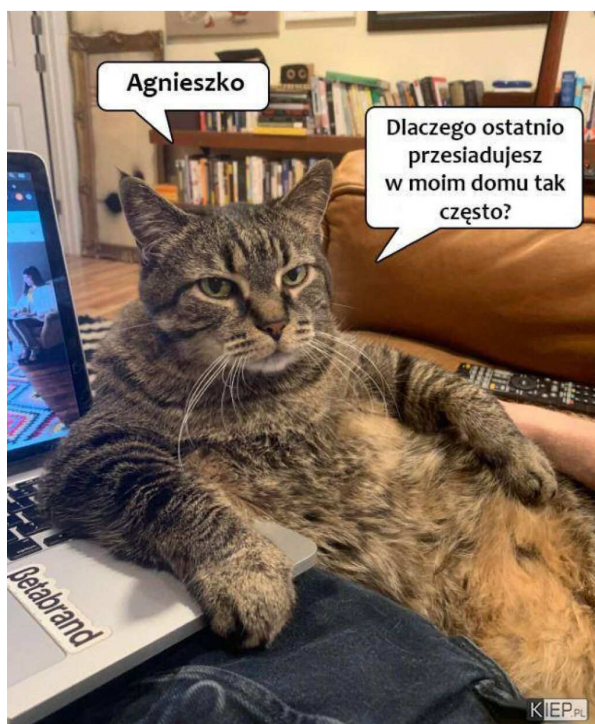 Agnieszko
Dlaczego ostatnio
przesiadujesz
w moim domu tak
często?
Betabrand
KIEP.PL